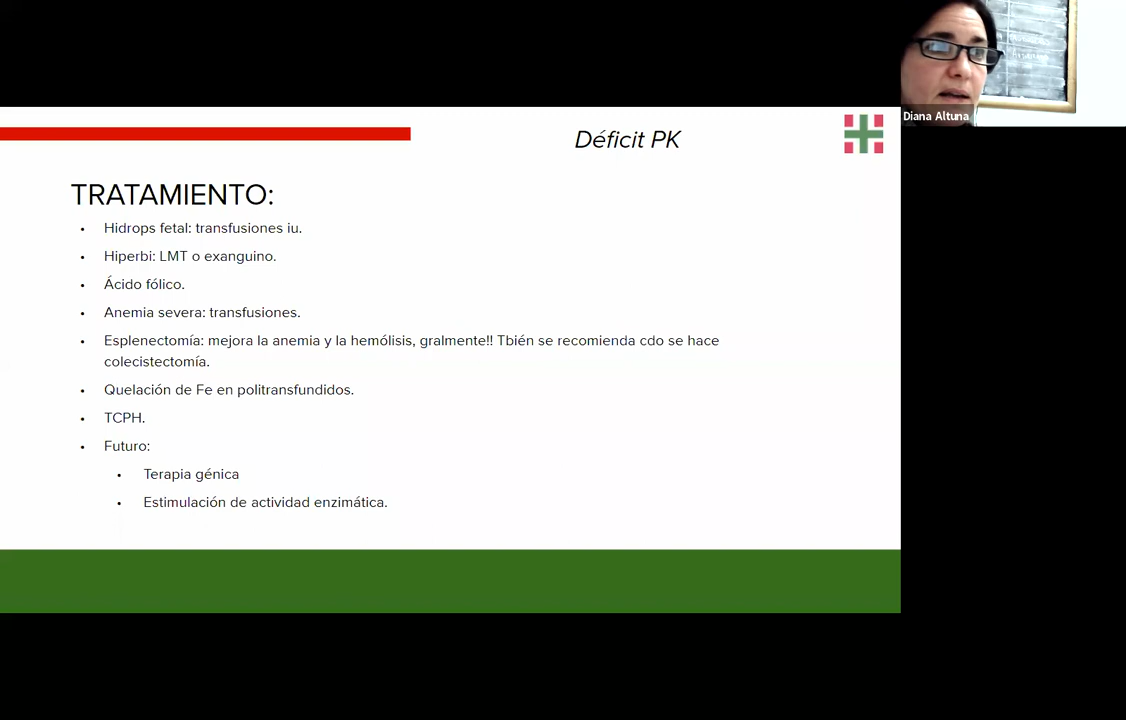 Diana Altuna
Déficit PK
TRATAMIENTO:
• Hidrops fetal: transfusiones iu.
• Hiperbi: LMT o exanguino.
• Ácido fólico.
• Anemia severa: transfusiones.
• Esplenectomía: mejora la anemia y la hemólisis, gralmente!! Tbién se recomienda cdo se hace
colecistectomía.
• Quelación de Fe en politransfundidos.
• TCPH.
• Futuro:
• Terapia génica
• Estimulación de actividad enzimática.